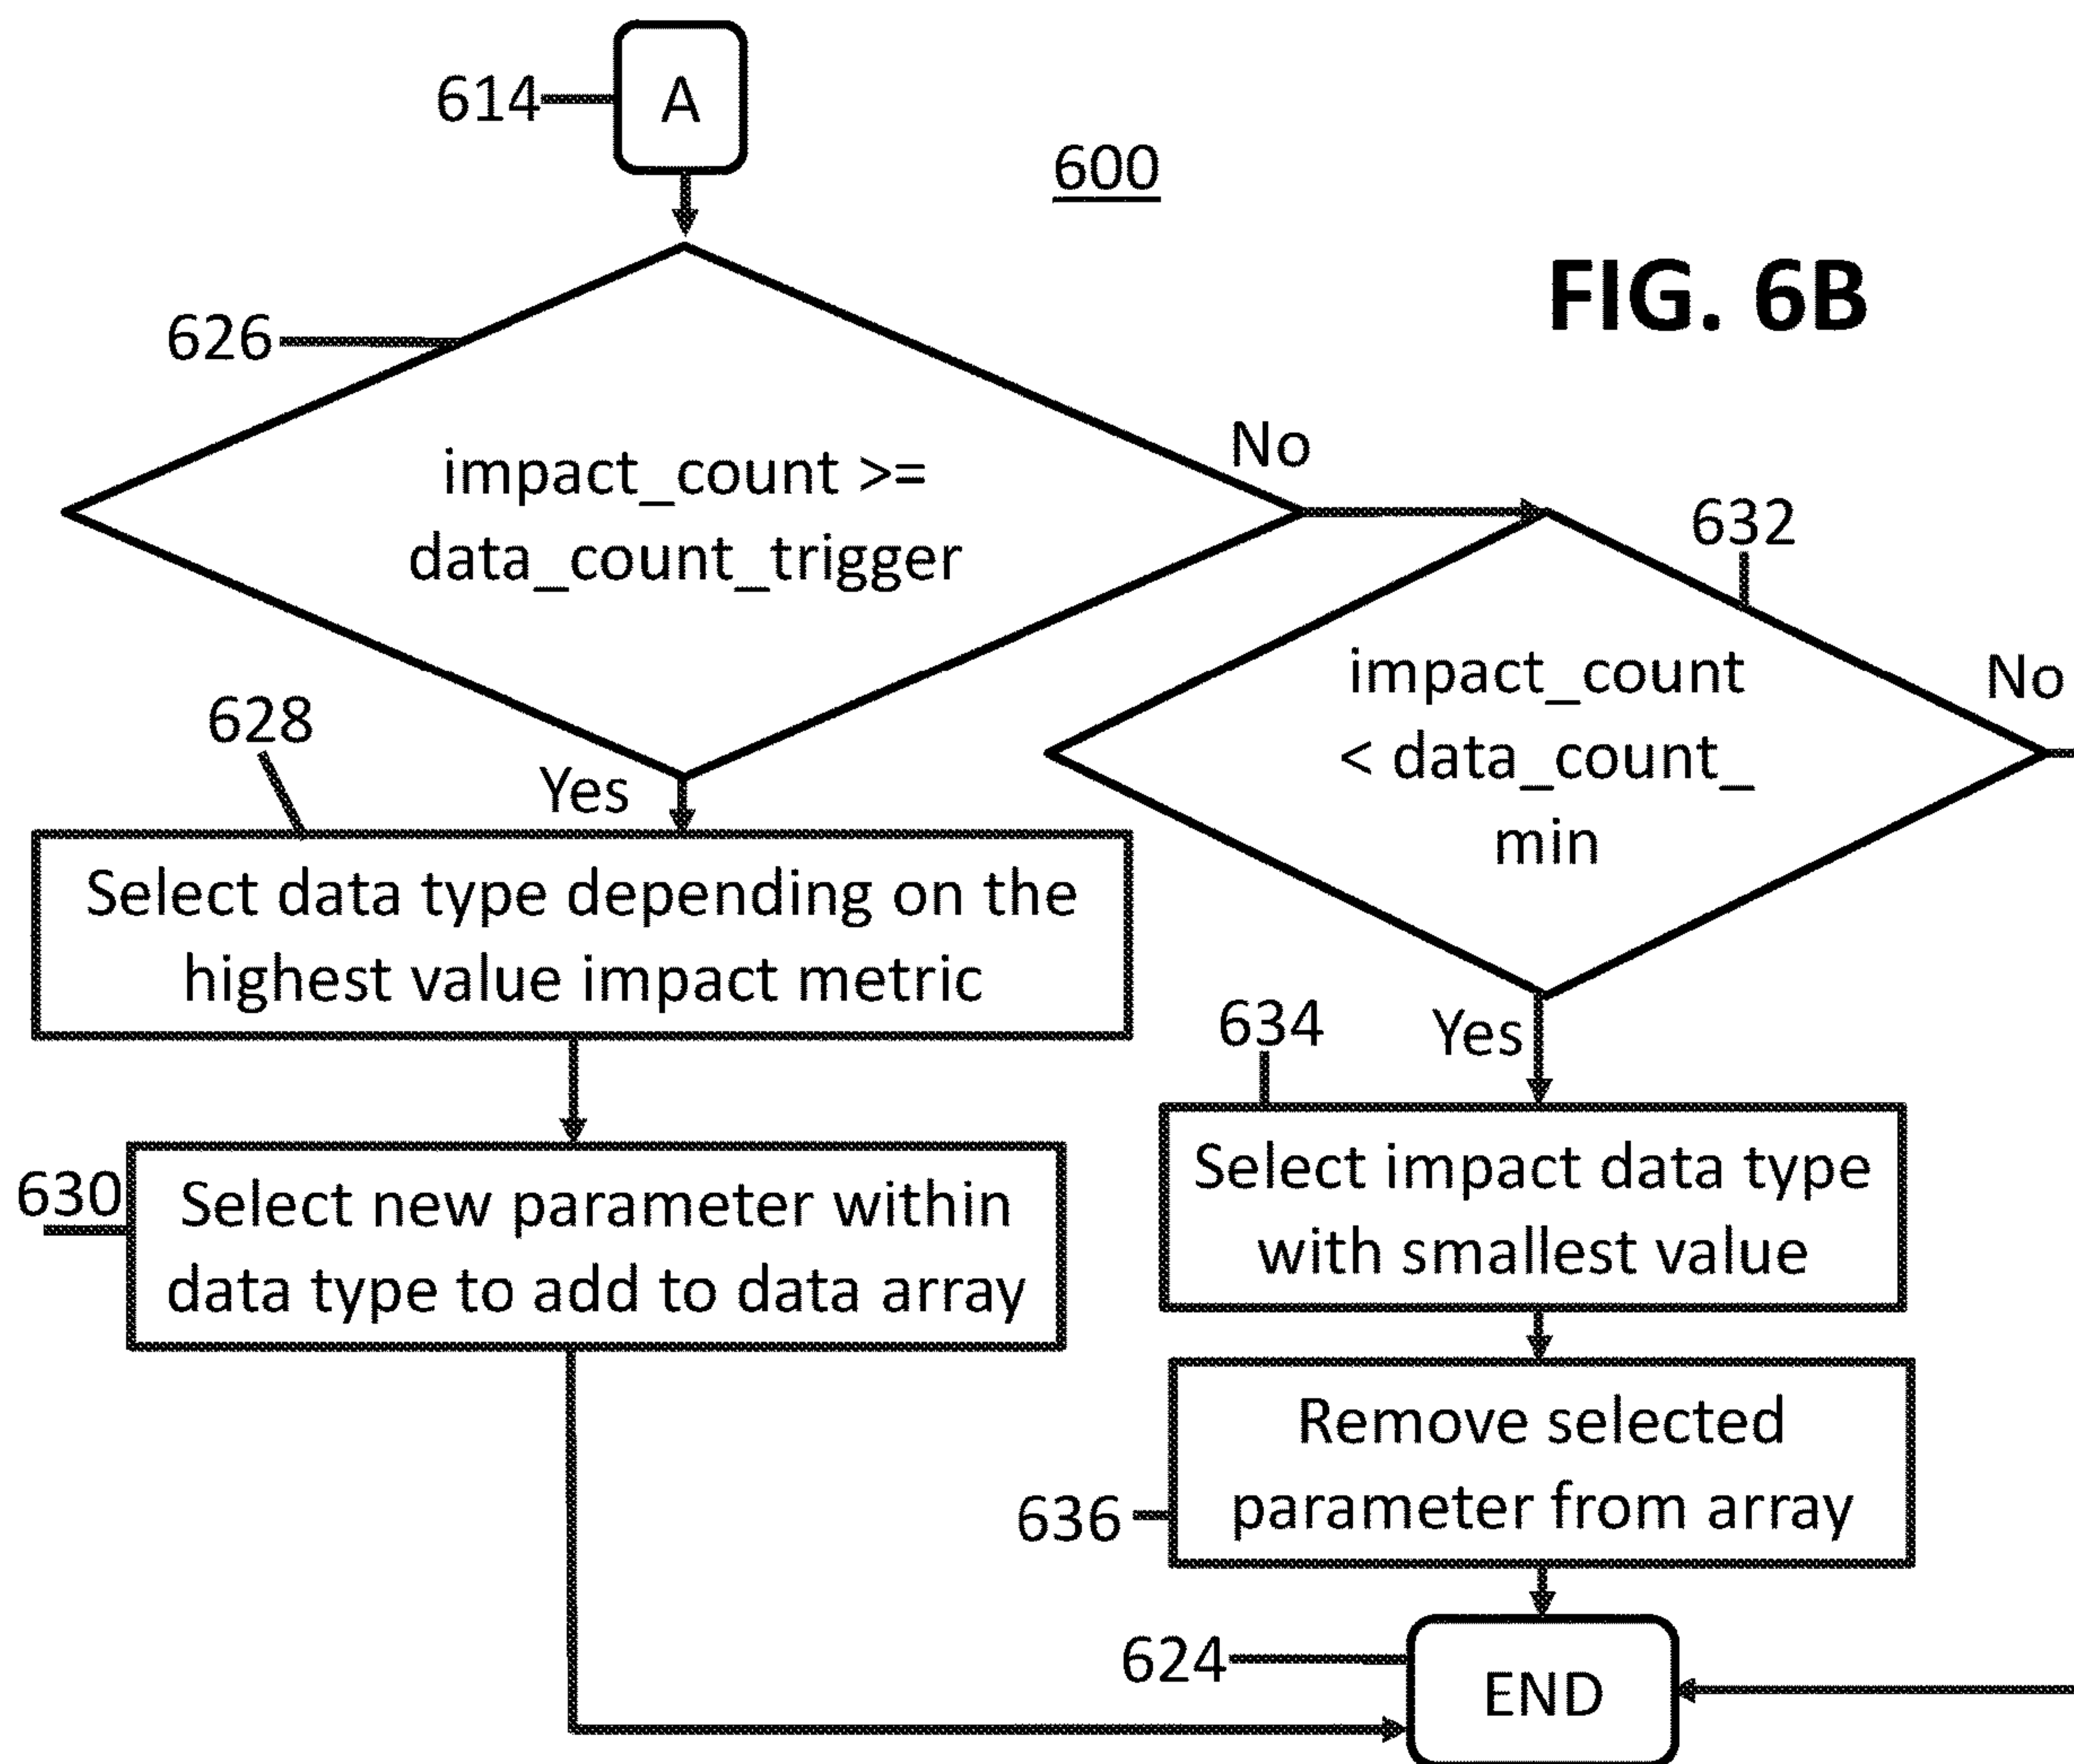 614
A
600
FIG. 6B
626
impact_count >=
data_count_trigger
No
632
impact_count
< data_count_
min
No
628
Yes
Select data type depending on the
highest value impact metric
634
Yes
630
Select new parameter within
data type to add to data array
Select impact data type
with smallest value
Remove selected
parameter from array
636
624
END